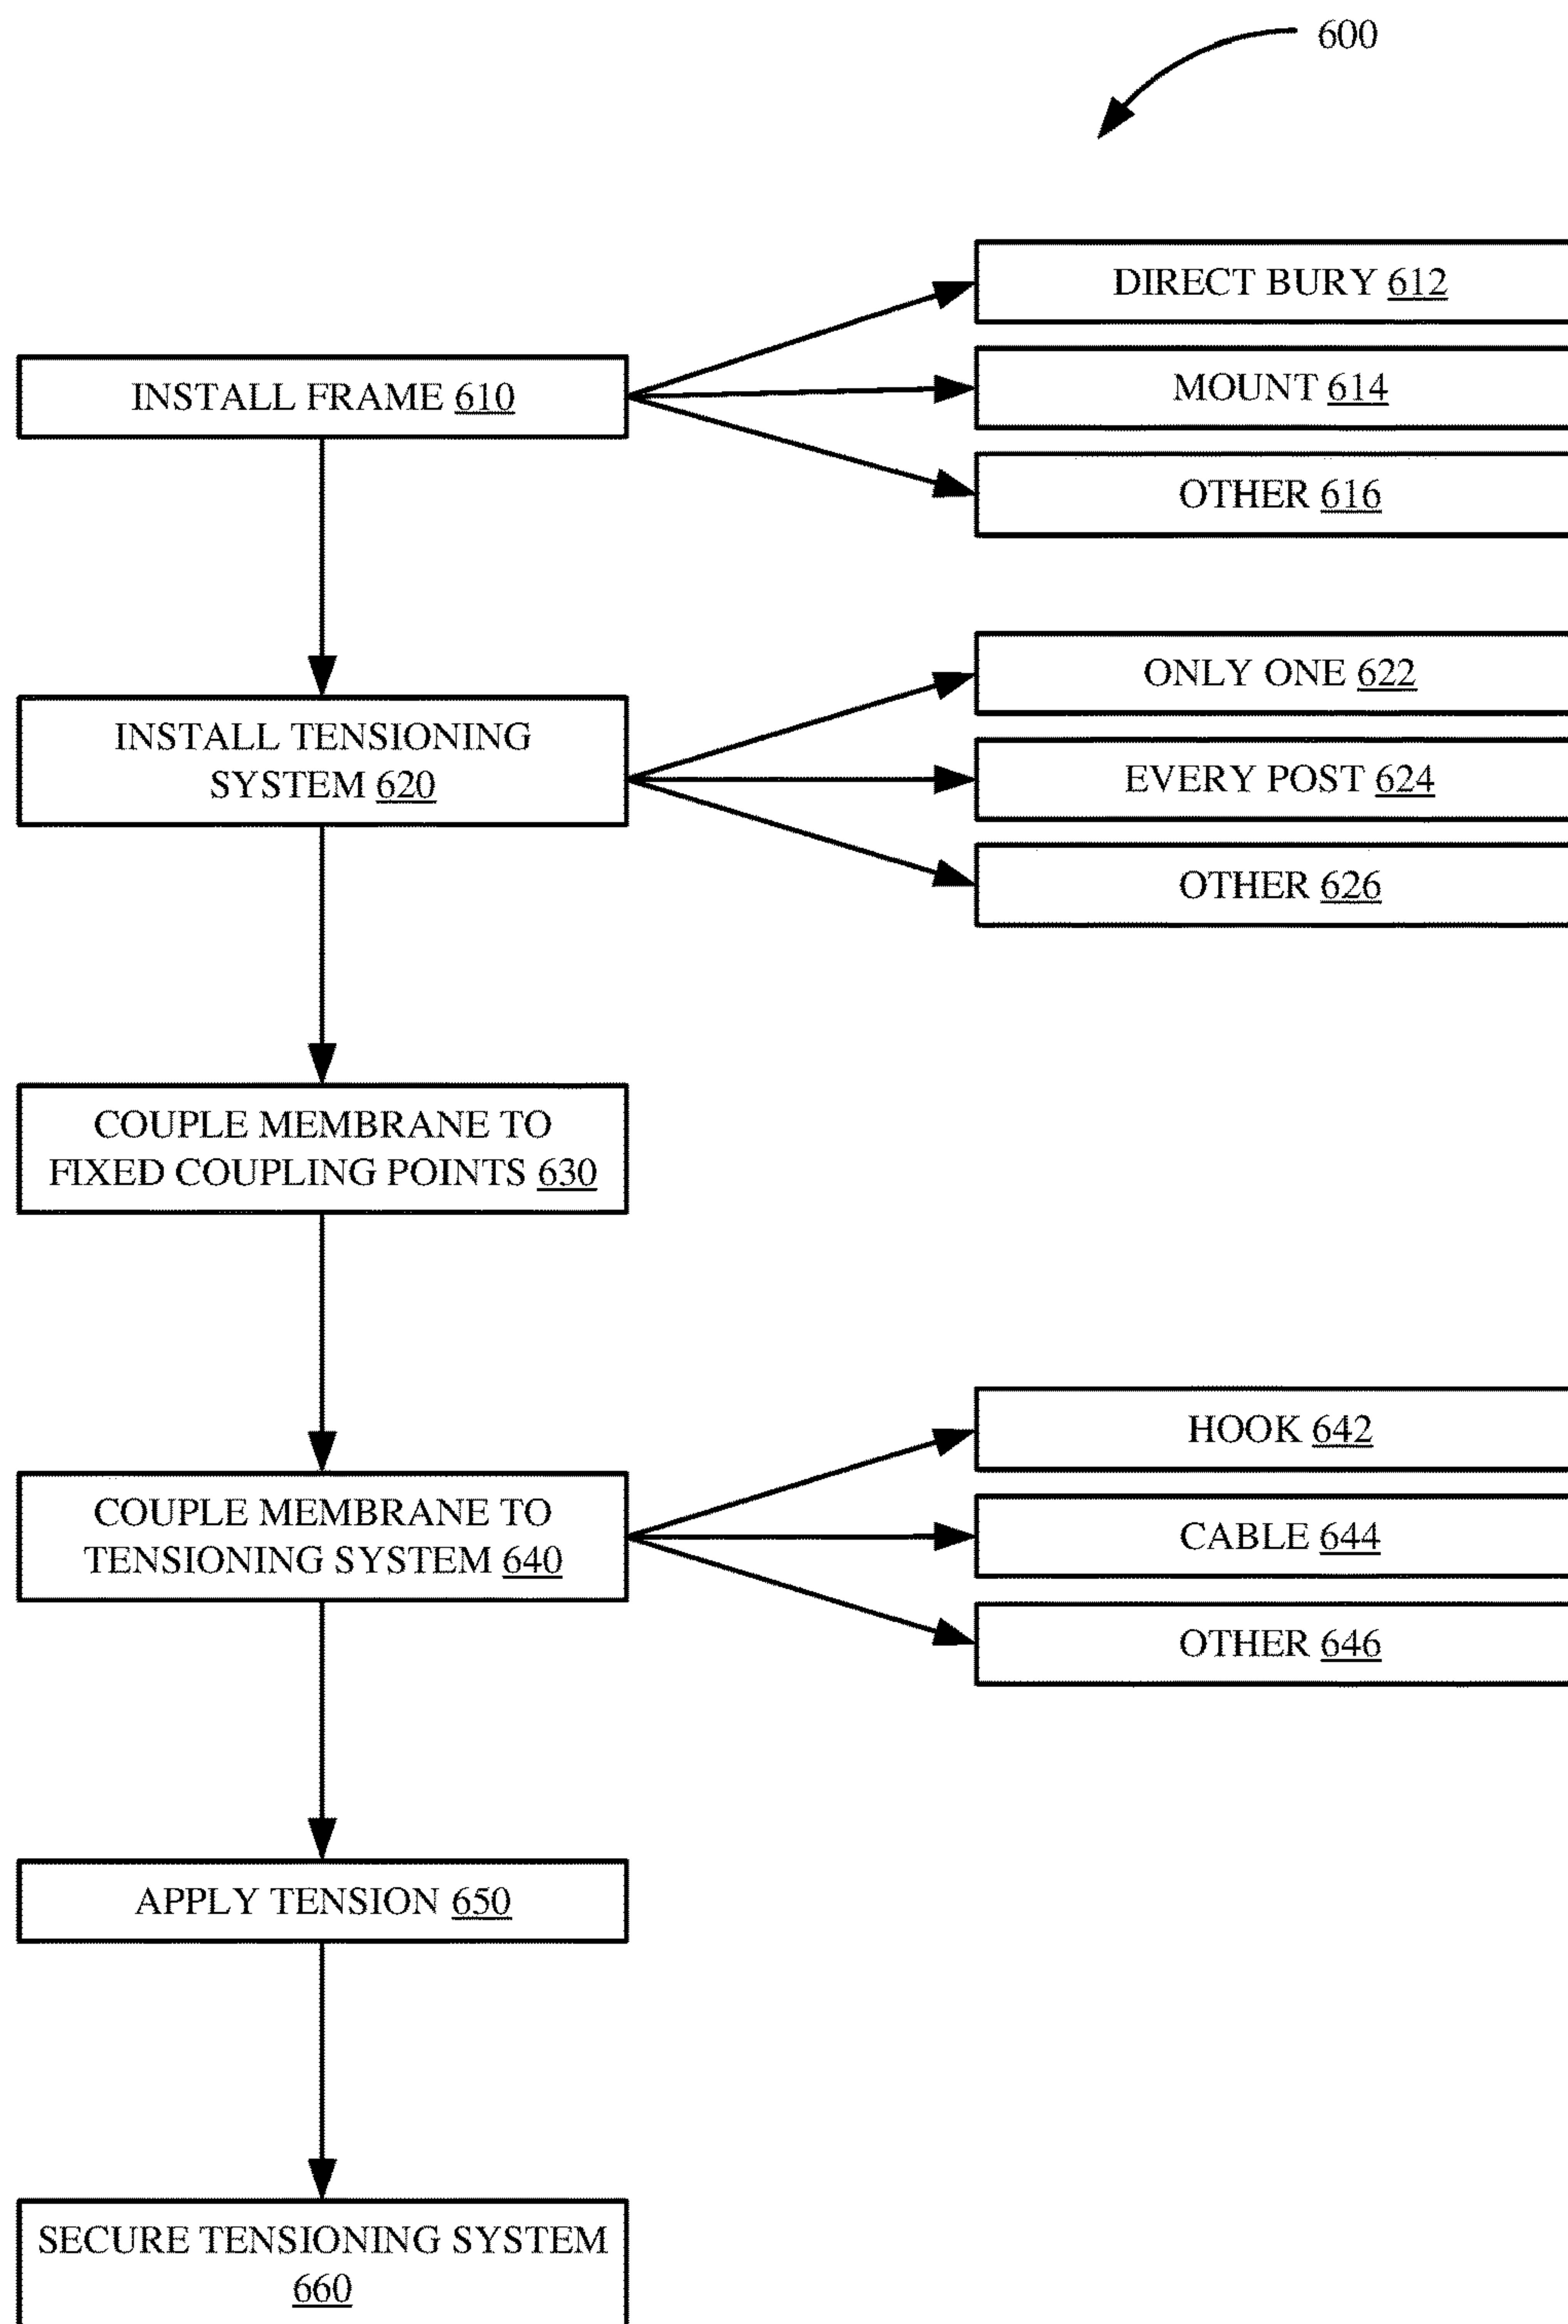 600
INSTALL FRAME 610
DIRECT BURY 612
MOUNT 614
OTHER 616
INSTALL TENSIONING
SYSTEM 620
ONLY ONE 622
EVERY POST 624
OTHER 626
COUPLE MEMBRANE TO
FIXED COUPLING POINTS 630
COUPLE MEMBRANE TO
TENSIONING SYSTEM 640
HOOK 642
CABLE 644
OTHER 646
APPLY TENSION 650
SECURE TENSIONING SYSTEM
660